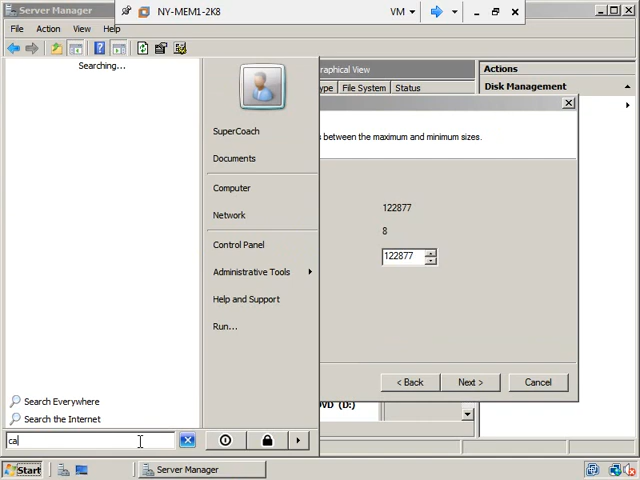 Server Manager
NY-MEM1-2K8
VM
File Action View Help
Searching...
raphical View
Actions
ype File System Status
Disk Management
SuperCoach
s between the maximum and minimum sizes.
Documents
Computer
122877
Network
8
Control Panel
122877
Administrative Tools
Help and Support
Run...
< Back Next > Cancel
Search Everywhere
DVD (D:)
Search the Internet
ca
Start
Server Manager